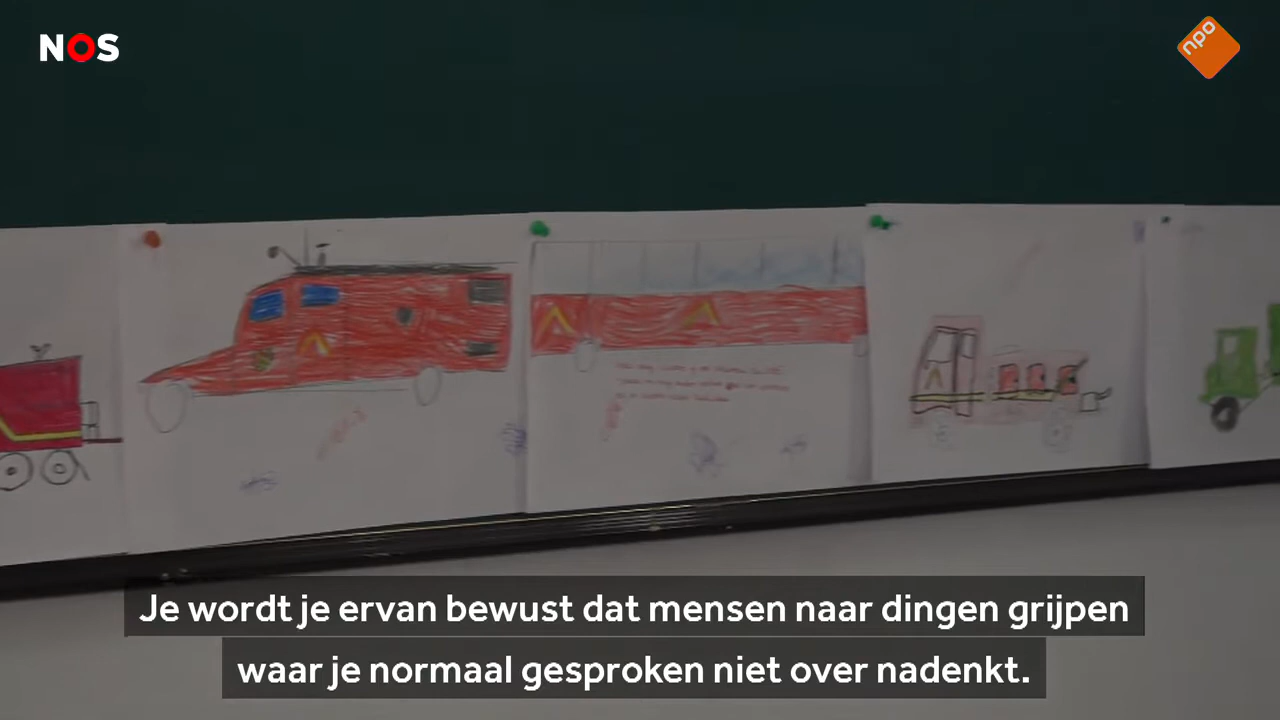 NOS
npo
Je wordt je ervan bewust dat mensen naar dingen grijpen
waar je normaal gesproken niet over nadenkt.